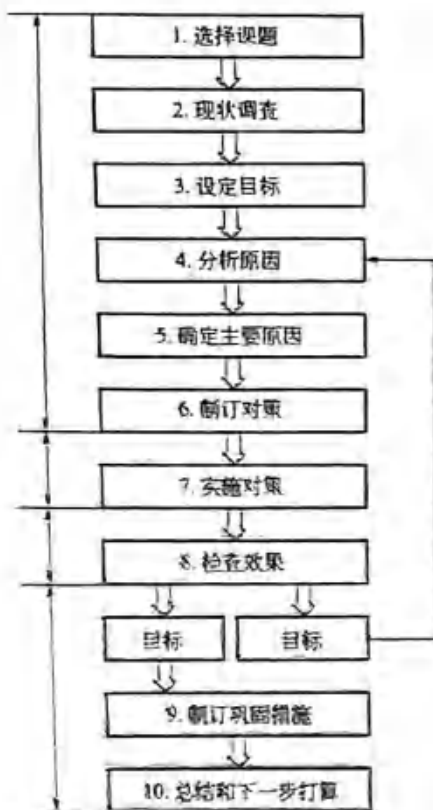 1. 选择课题
2. 现状调查
3. 设定目标
4. 分析原因
5. 确定主要原因
6. 制订对策
7. 实施对策
8. 检查效果
目标 目标
9. 制订巩固措施
10. 总结和下一步打算